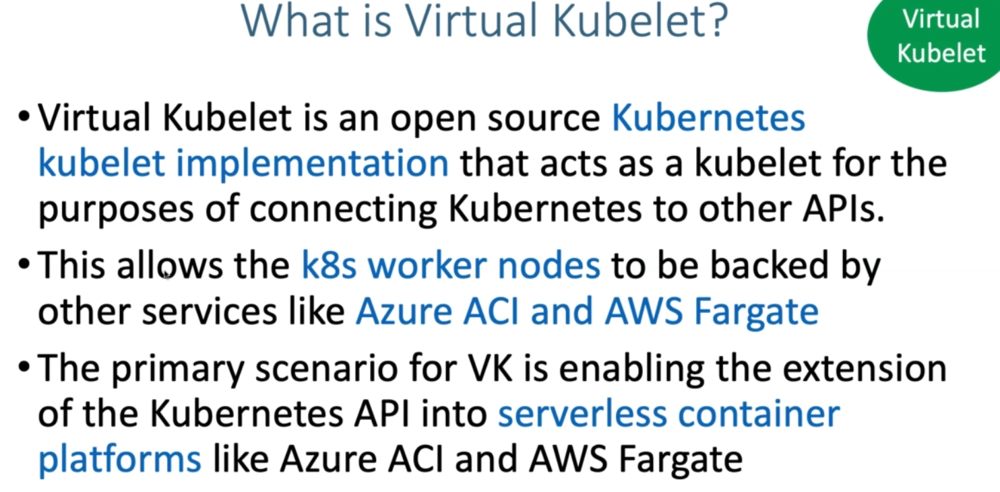 What is Virtual Kubelet?
Virtual
Kubelet
• Virtual Kubelet is an open source Kubernetes
kubelet implementation that acts as a kubelet for the
purposes of connecting Kubernetes to other APIs.
• This allows the k8s worker nodes to be backed by
other services like Azure ACI and AWS Fargate
• The primary scenario for VK is enabling the extension
of the Kubernetes API into serverless container
platforms like Azure ACI and AWS Fargate